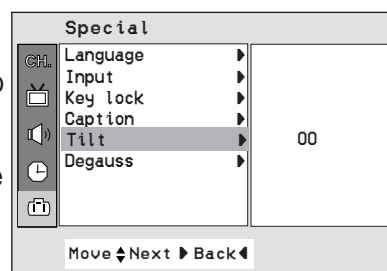 Special
CH.
Language
Input
Key lock
Caption
Tilt 00
Degauss
Move Next Back